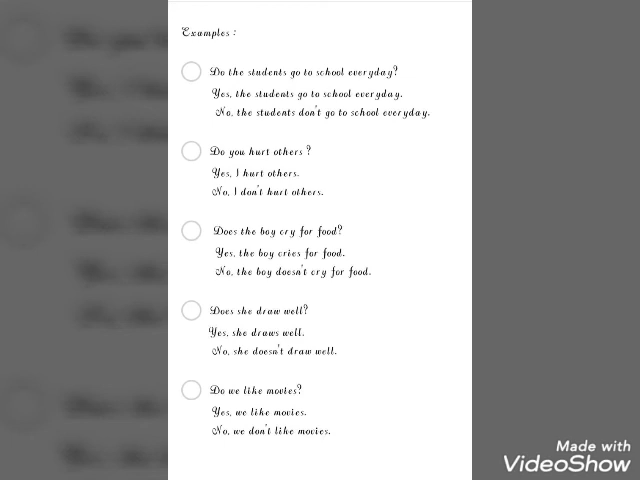 Examples :
Do the students go to school everyday?
Yes, the students go to school everyday.
No, the students don't go to school everyday.
Do you hurt others ?
Yes, I hurt others.
No, I don't hurt others.
Does the boy cry for food?
Yes, the boy cries for food.
No, the boy doesn't cry for food.
Does she draw well?
Yes, she draws well.
No, she doesn't draw well.
Do we like movies?
Yes, we like movies.
No, we don't like movies.
Made with
VideoShow